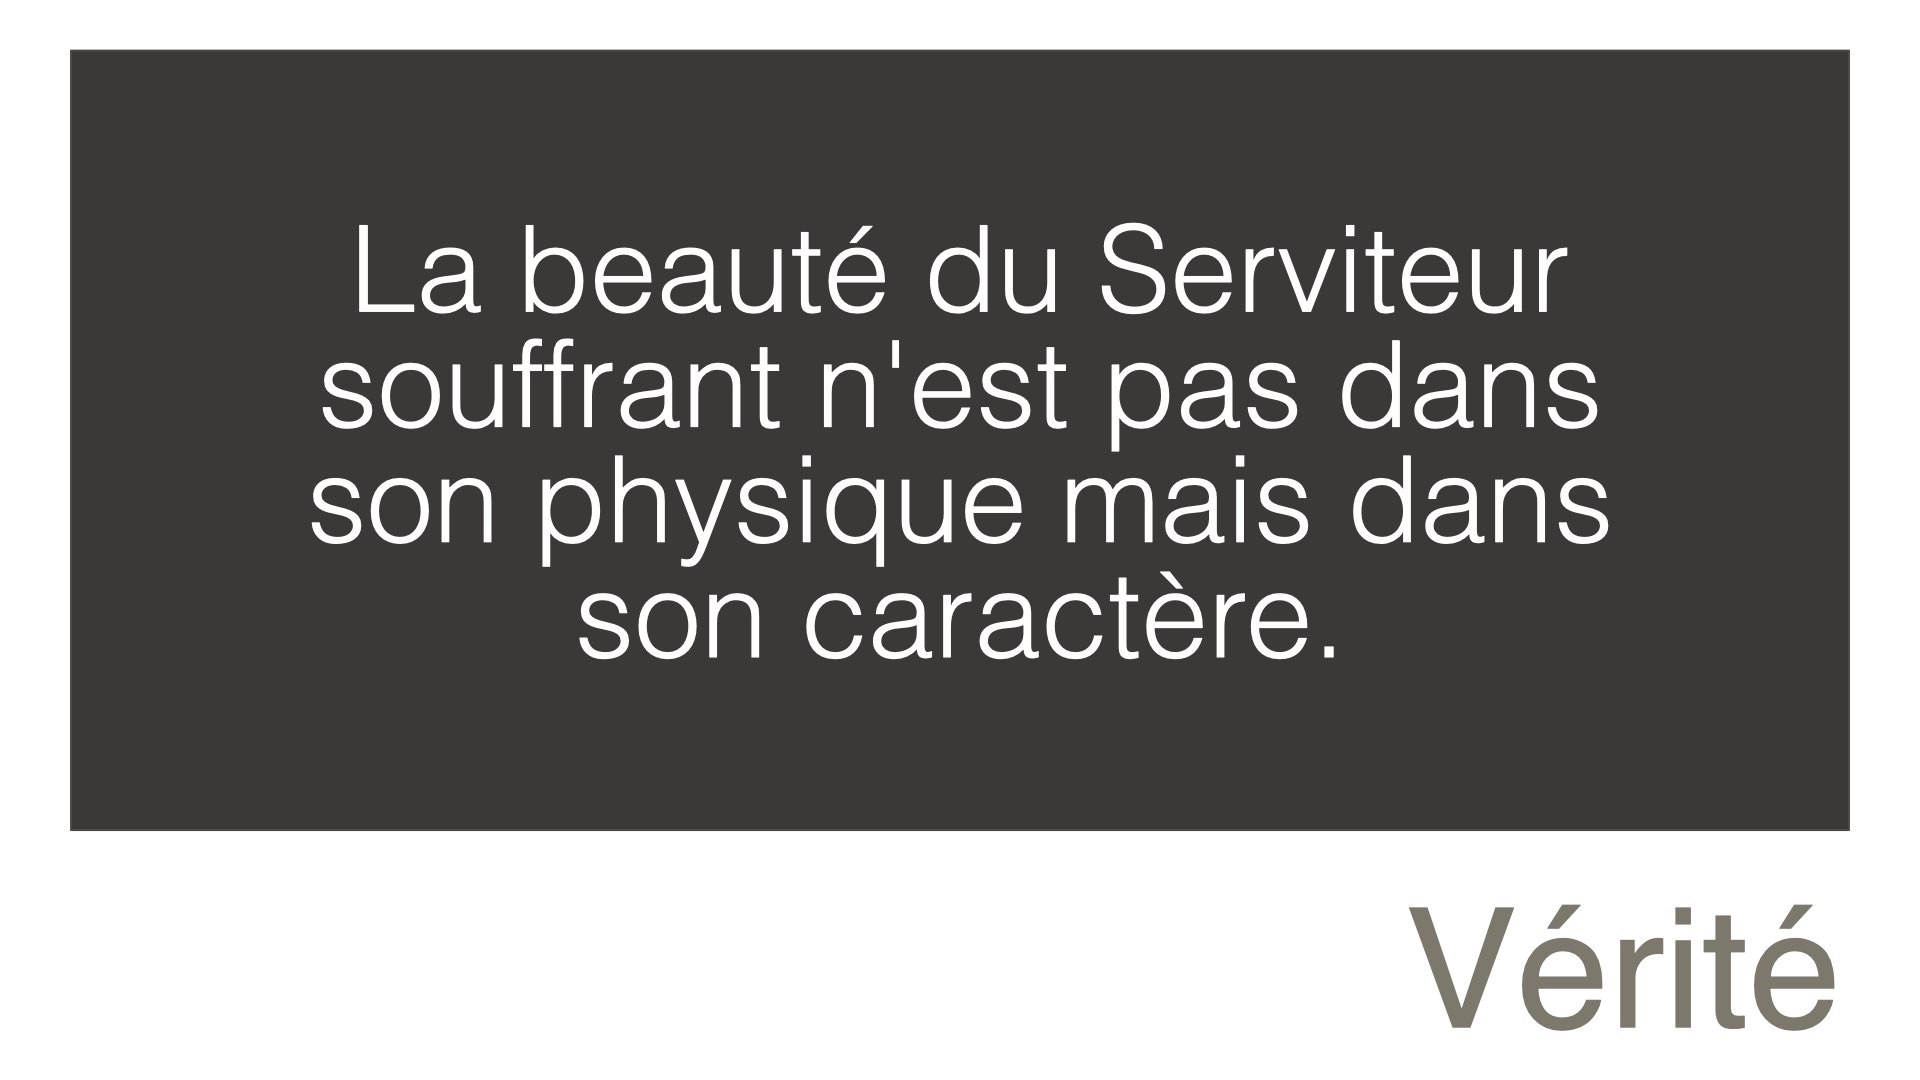 La beauté du Serviteur
souffrant n'est pas dans
son physique mais dans
son caractère.
Vérité